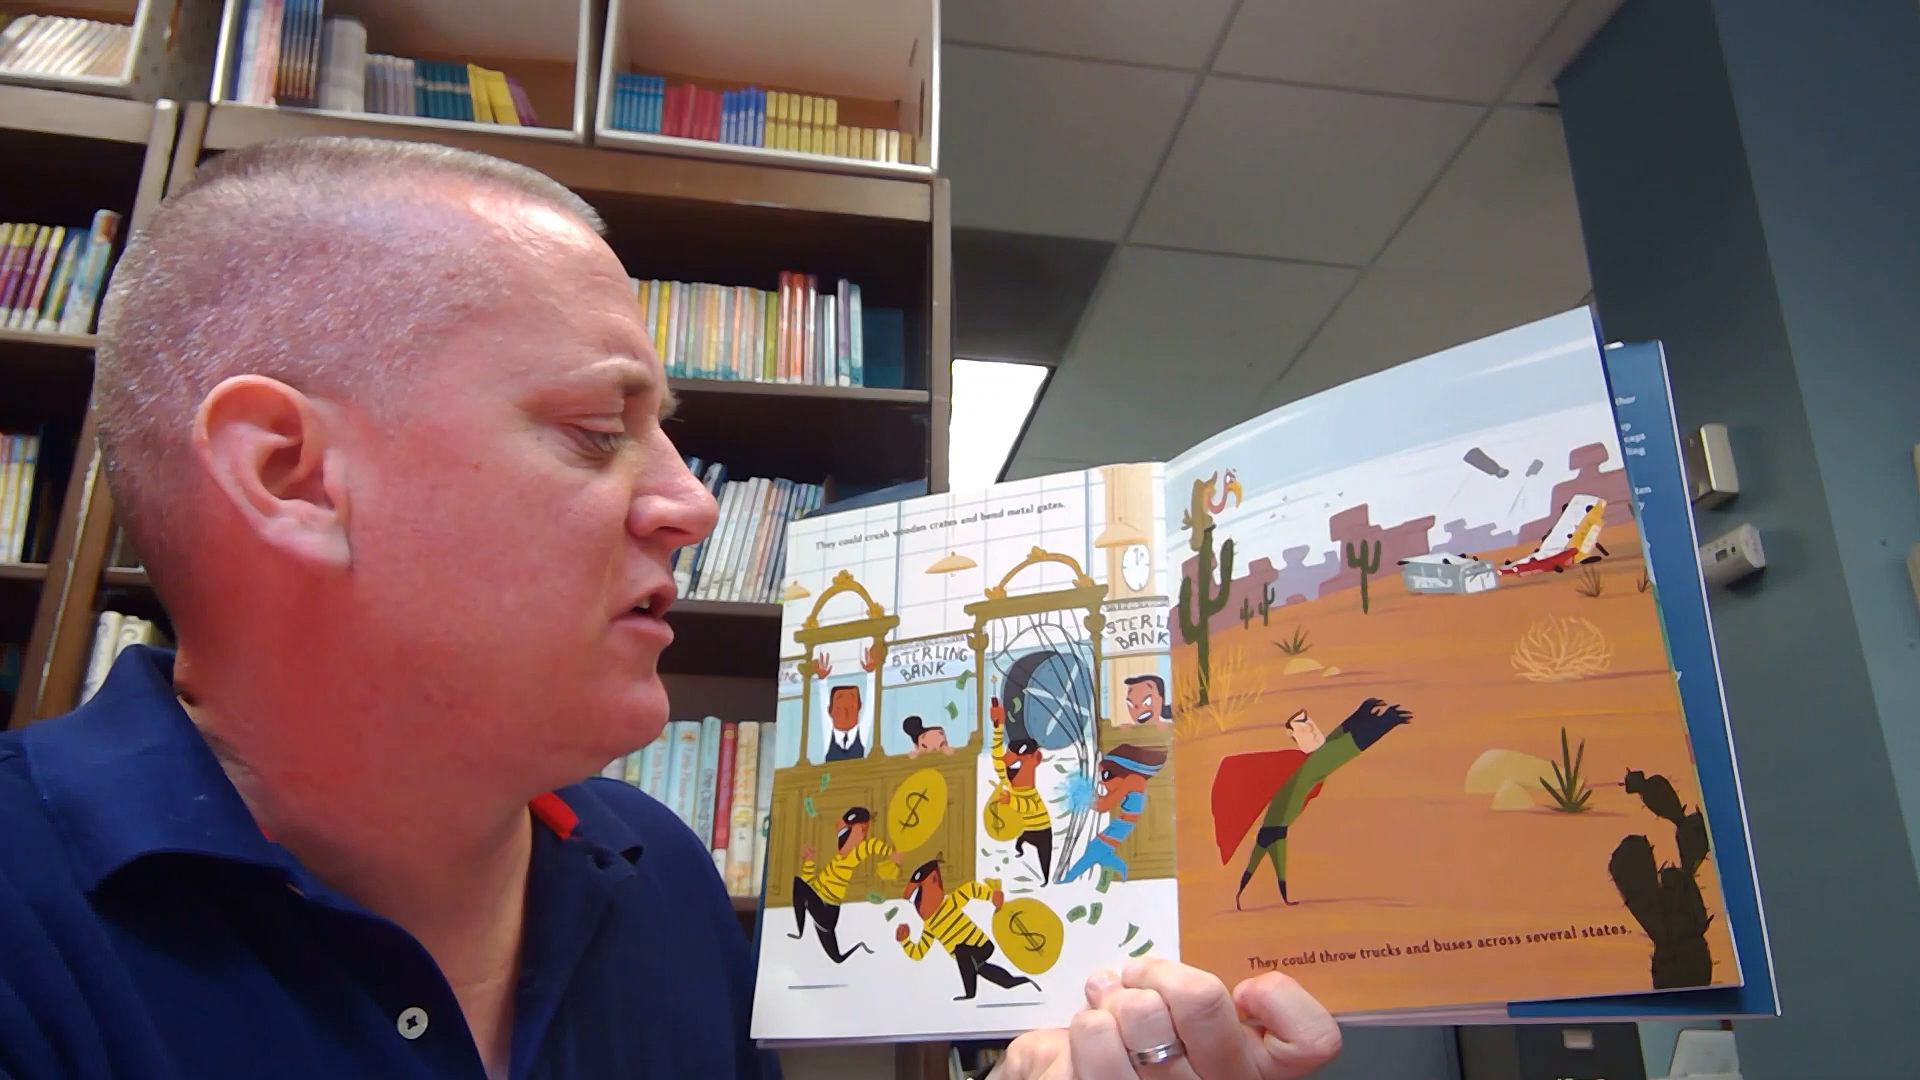 They could crush wooden crates and bend metal gates.
STERLING
BANK
STERLI
BANK
$
$
$
They could throw trucks and buses across several states.